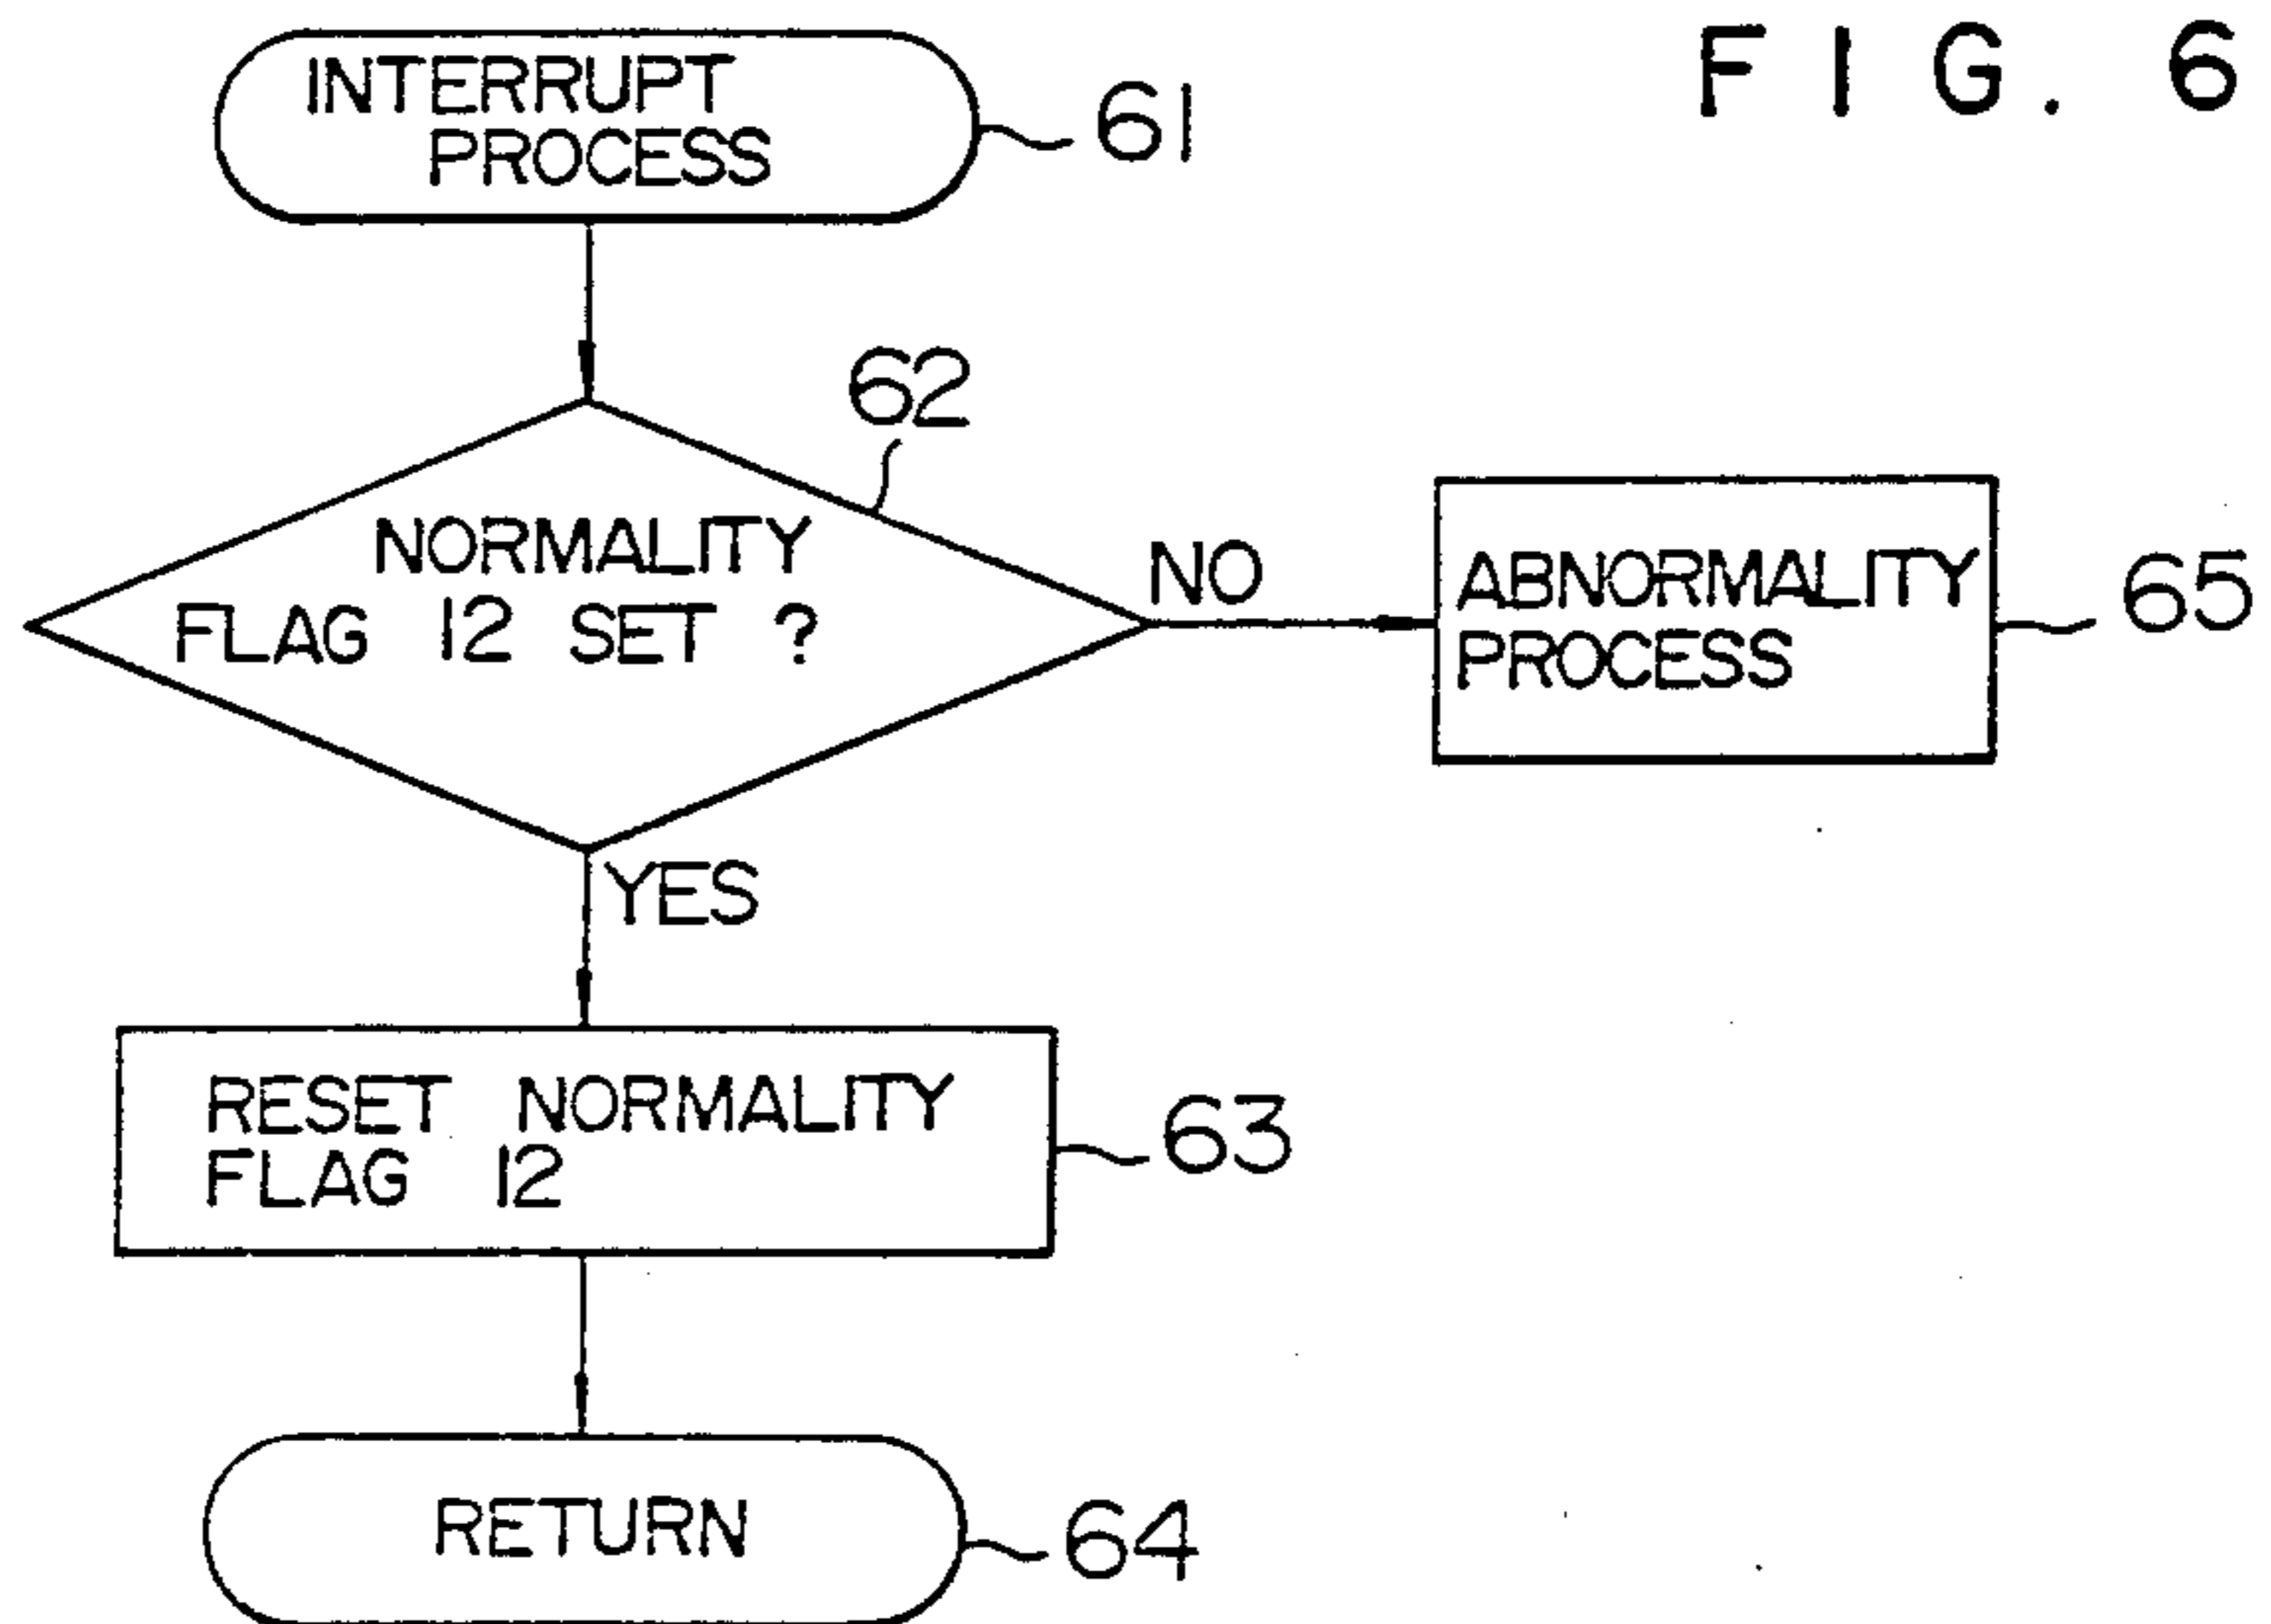 F I G. 6
INTERRUPT
PROCESS
61
62
NORMALITY
FLAG 12 SET ?
NO
ABNORMALITY
PROCESS
65
YES
RESET NORMALITY
FLAG 12
63
RETURN
64